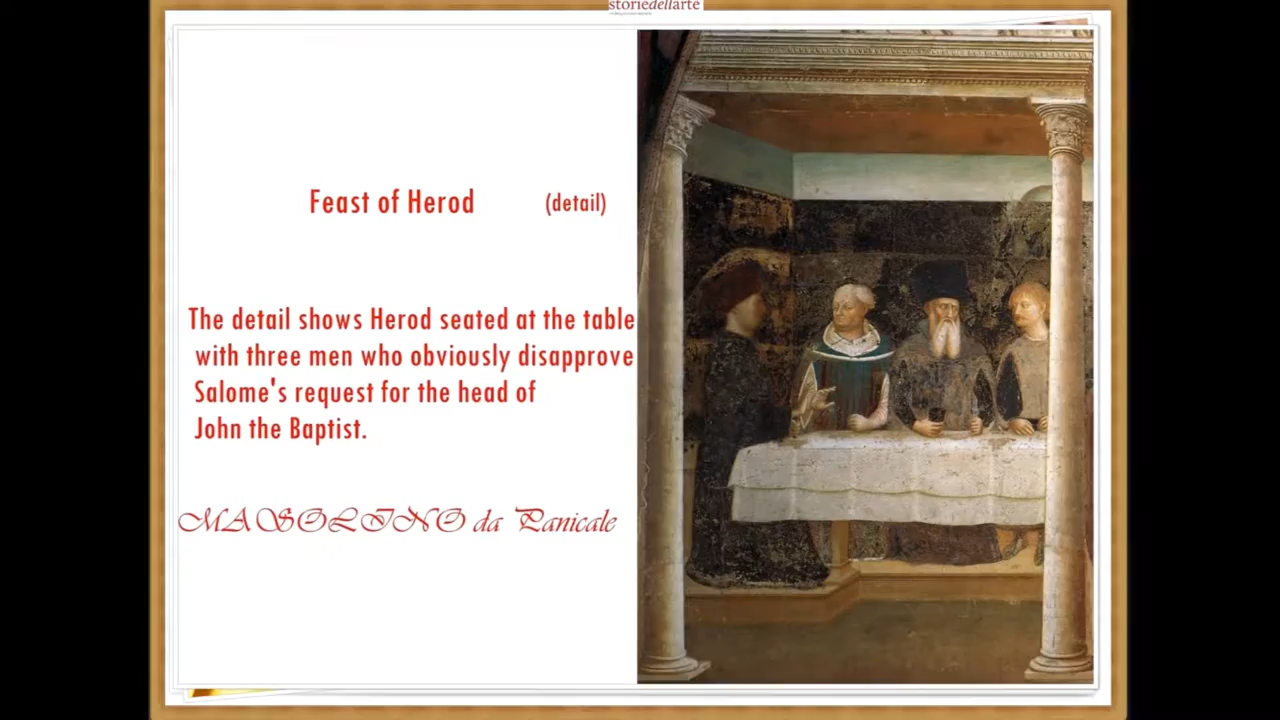 storiedellarte
Feast of Herod (detail)
The detail shows Herod seated at the table
with three men who obviously disapprove
Salome's request for the head of
John the Baptist.
MASOLINO da Panicale